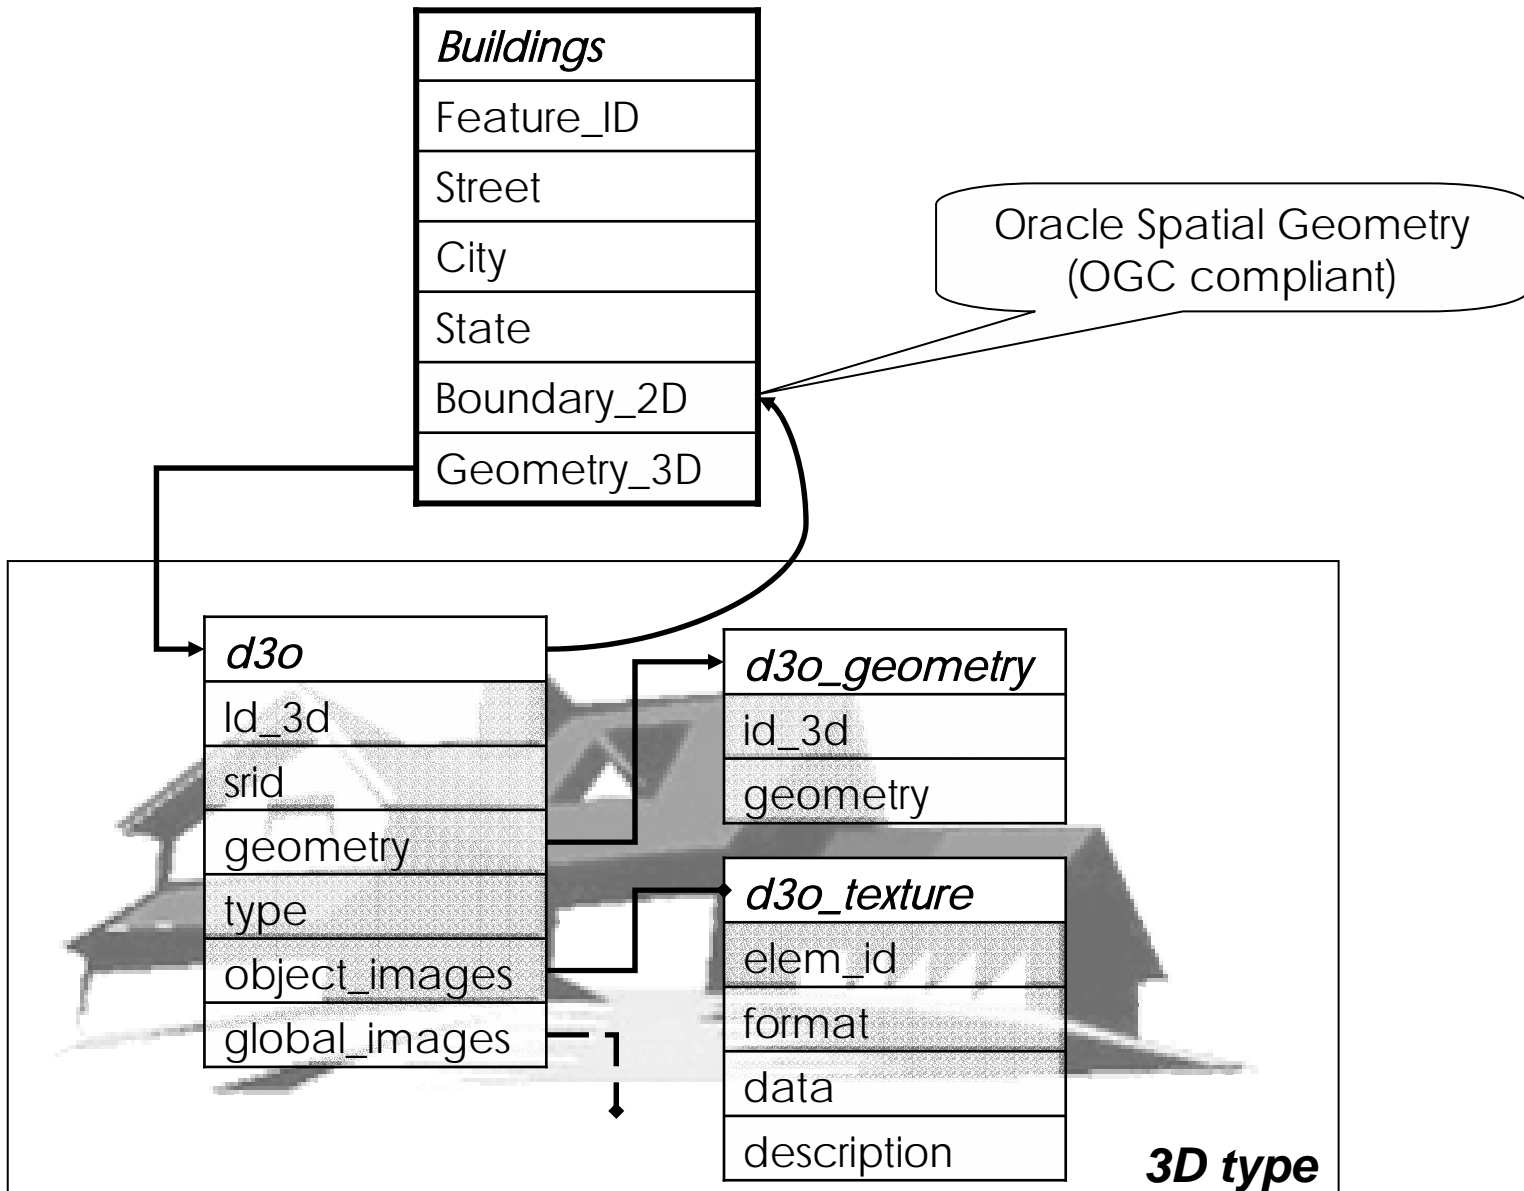 Buildings
Feature_ID
Street
City
State
Boundary_2D
Geometry_3D
Oracle Spatial Geometry
(OGC compliant)
d3o
Id_3d
srid
geometry
type
object_images
global_images
d3o_geometry
id_3d
geometry
d3o_texture
elem_id
format
data
description
3D type